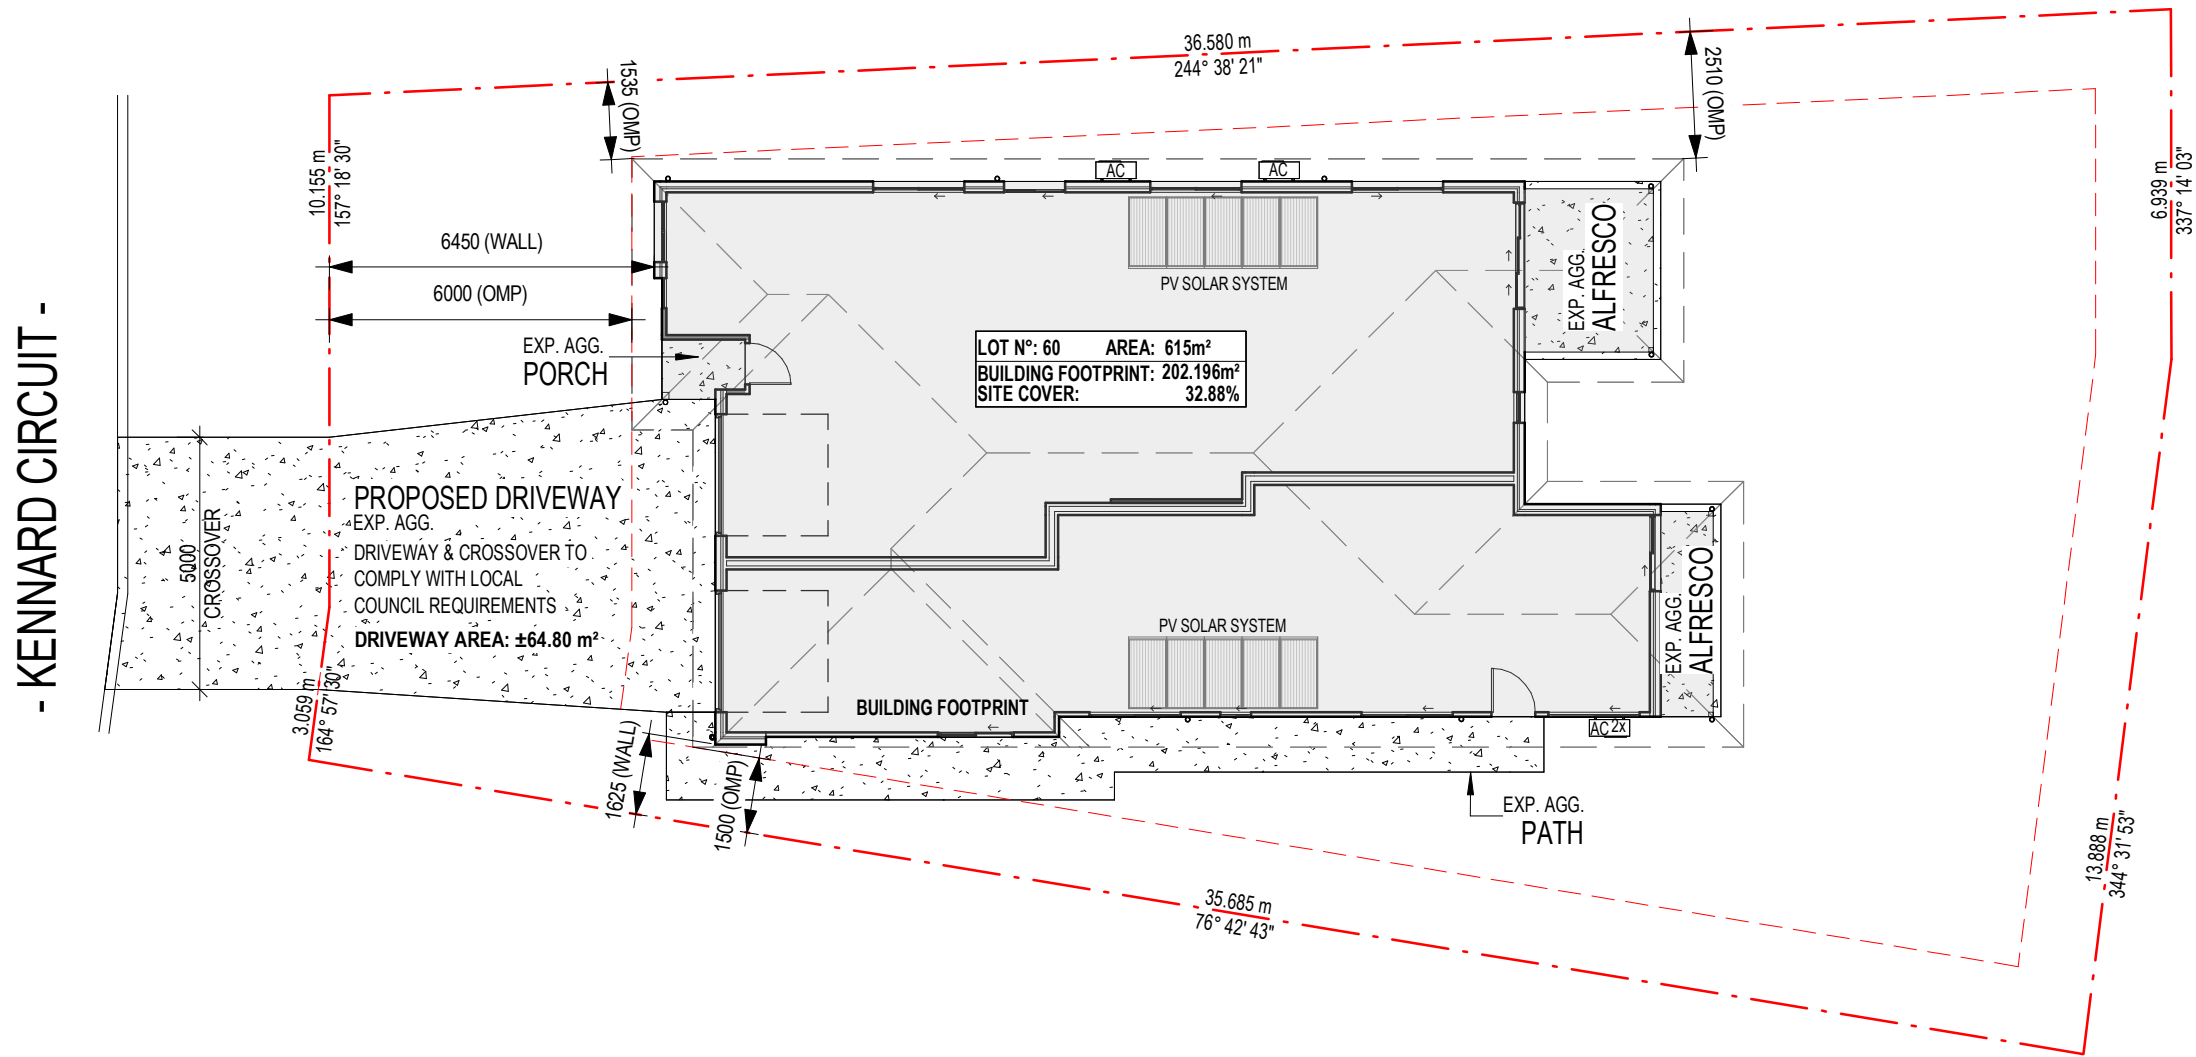 - KENNARD CIRCUIT -
36.580 m
244° 38' 21"
10.155 m
157° 18' 30"
1535 (OMP)
2510 (OMP)
6.939 m
337° 14' 03"
6450 (WALL)
6000 (OMP)
AC
AC
PV SOLAR SYSTEM
EXP. AGG.
ALFRESCO
EXP. AGG.
PORCH
LOT N°: 60 AREA: 615m²
BUILDING FOOTPRINT: 202.196m²
SITE COVER: 32.88%
5000
CROSSOVER
PROPOSED DRIVEWAY
EXP. AGG.
DRIVEWAY & CROSSOVER TO
COMPLY WITH LOCAL
COUNCIL REQUIREMENTS
DRIVEWAY AREA: ±64.80 m²
3.059 m
164° 57' 30"
PV SOLAR SYSTEM
BUILDING FOOTPRINT
EXP. AGG.
ALFRESCO
AC 2X
1625 (WALL)
1500 (OMP)
EXP. AGG.
PATH
35.685 m
76° 42' 43"
13.888 m
344° 31' 53"